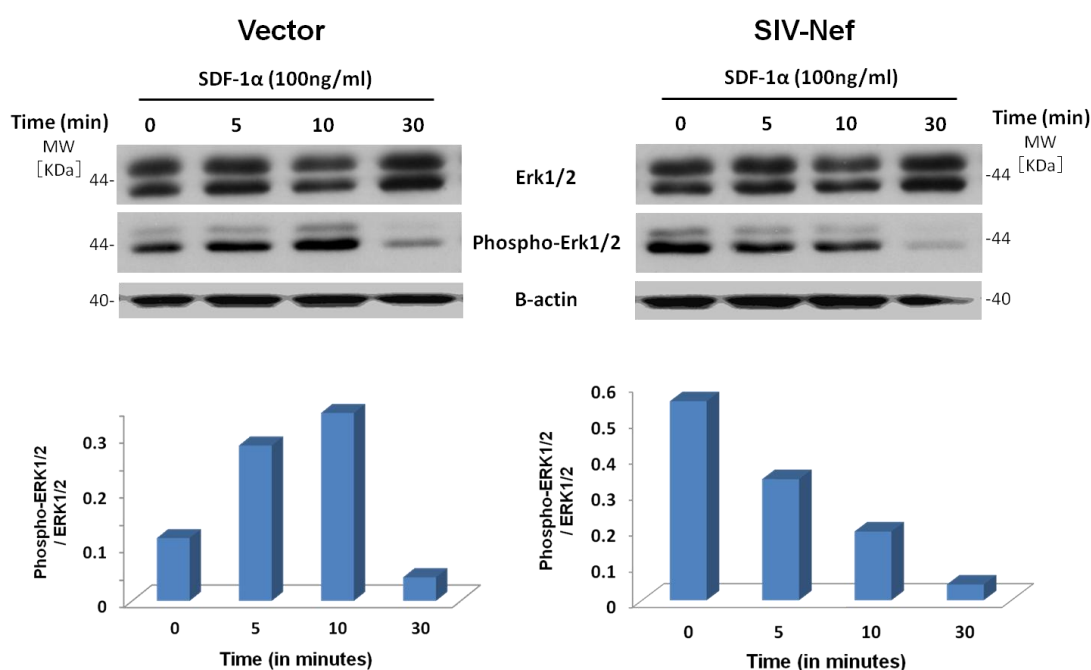 Vector
SDF-1α (100ng/ml)
Time (min) 0 5 10 30
MW
[KDa]
44-
44-
40-
Erk1/2
Phospho-Erk1/2
B-actin
SIV-Nef
SDF-1α (100ng/ml)
0 5 10 30 Time (min)
MW
[KDa]
-44
-44
-40
Phospho-ERK1/2
/ ERK1/2
0.3
0.2
0.1
0
0 5 10 30
Time (in minutes)
Phospho-ERK1/2
/ ERK1/2
0.6
0.5
0.4
0.3
0.2
0.1
0
0 5 10 30
Time (in minutes)